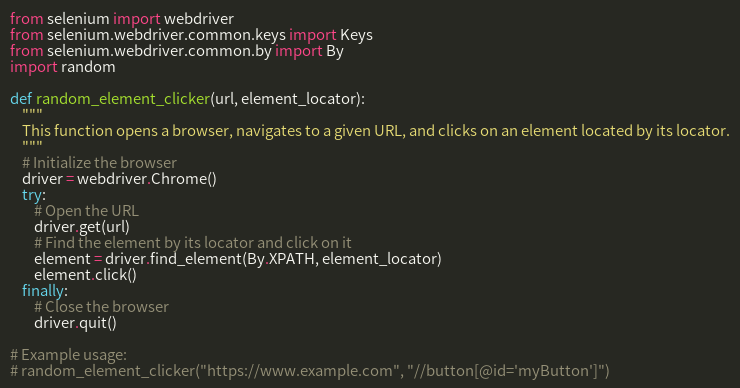 from selenium import webdriver
from selenium.webdriver.common.keys import Keys
from selenium.webdriver.common.by import By
import random

def random_element_clicker(url, element_locator):
    """
    This function opens a browser, navigates to a given URL, and clicks on an element located by its locator.
    """
    # Initialize the browser
    driver = webdriver.Chrome()
    try:
        # Open the URL
        driver.get(url)
        # Find the element by its locator and click on it
        element = driver.find_element(By.XPATH, element_locator)
        element.click()
    finally:
        # Close the browser
        driver.quit()

# Example usage:
# random_element_clicker("https://www.example.com", "//button[@id='myButton']")